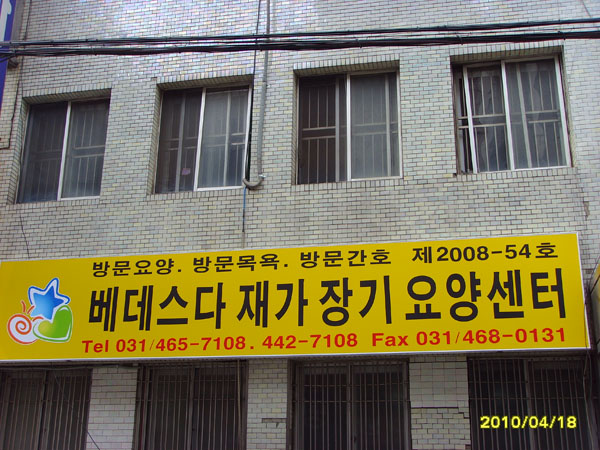 방문요양. 방문목욕. 방문간호 제2008-54호
베데스다 재가 장기 요양센터
Tel 031/465-7108. 442-7108 Fax 031/468-0131
2010/04/18